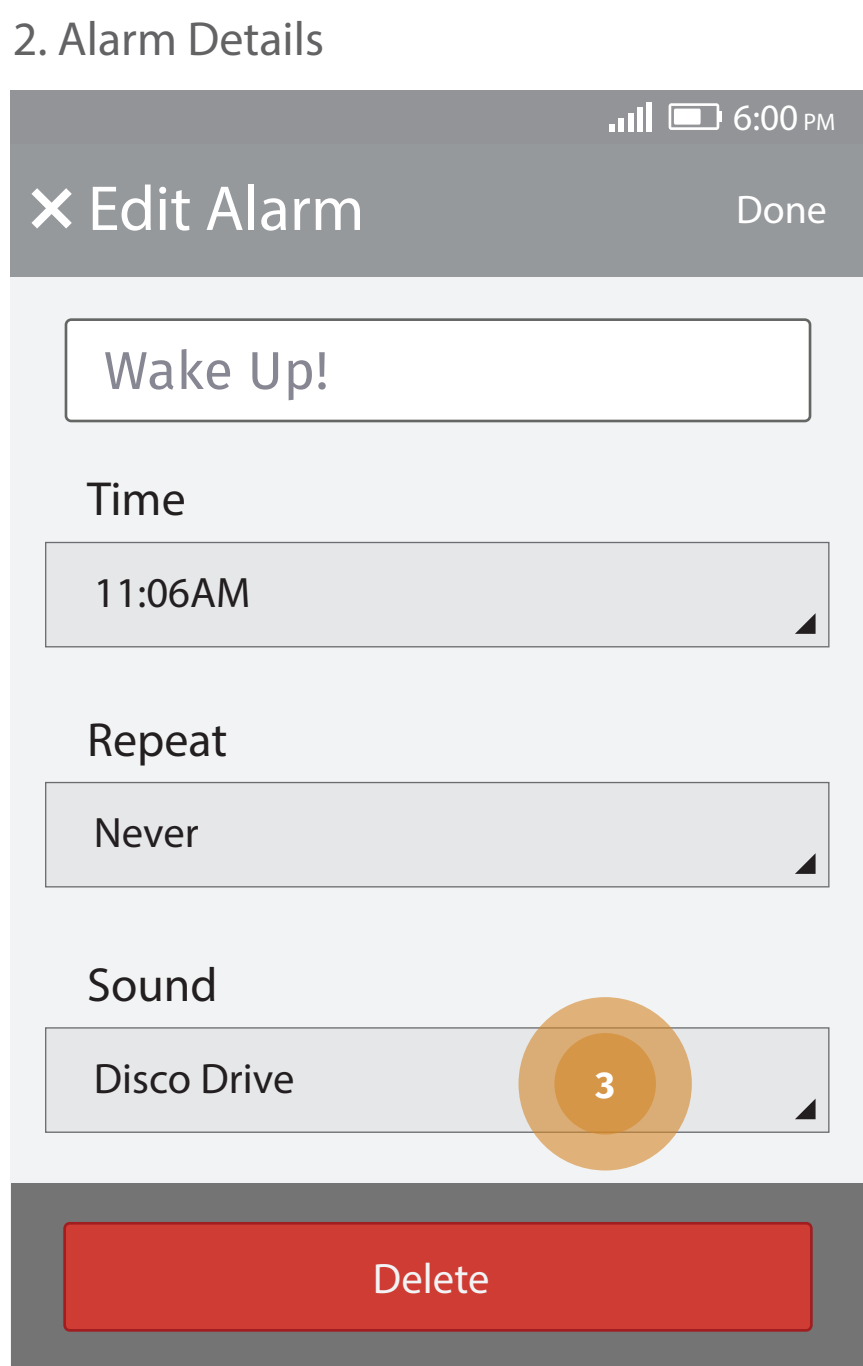 2. Alarm Details
6:00 PM
Edit Alarm Done
Wake Up!
Time
11:06AM
Repeat
Never
Sound
Disco Drive 3
Delete